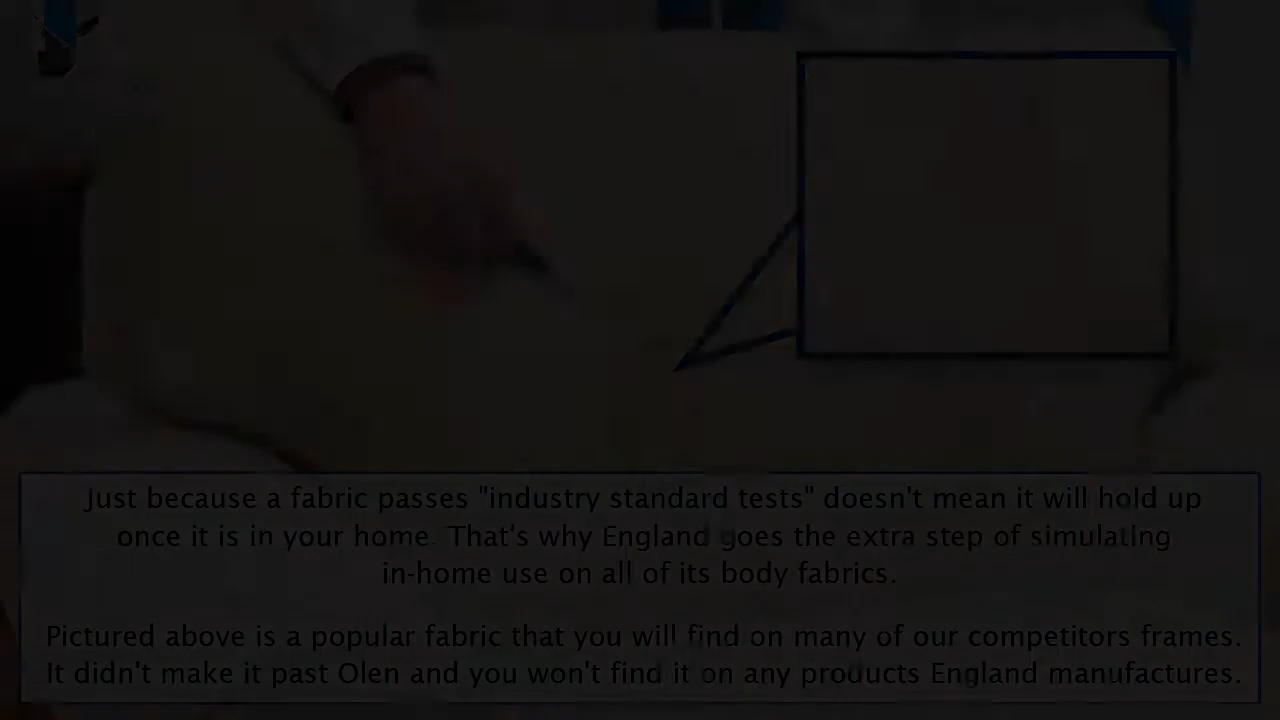 Just because a fabric passes "industry standard tests" doesn't mean it will hold up
once it is in your home. That's why England goes the extra step of simulating
in-home use on all of its body fabrics.
Pictured above is a popular fabric that you will find on many of our competitors frames.
It didn't make it past Olen and you won't find it on any products England manufactures.